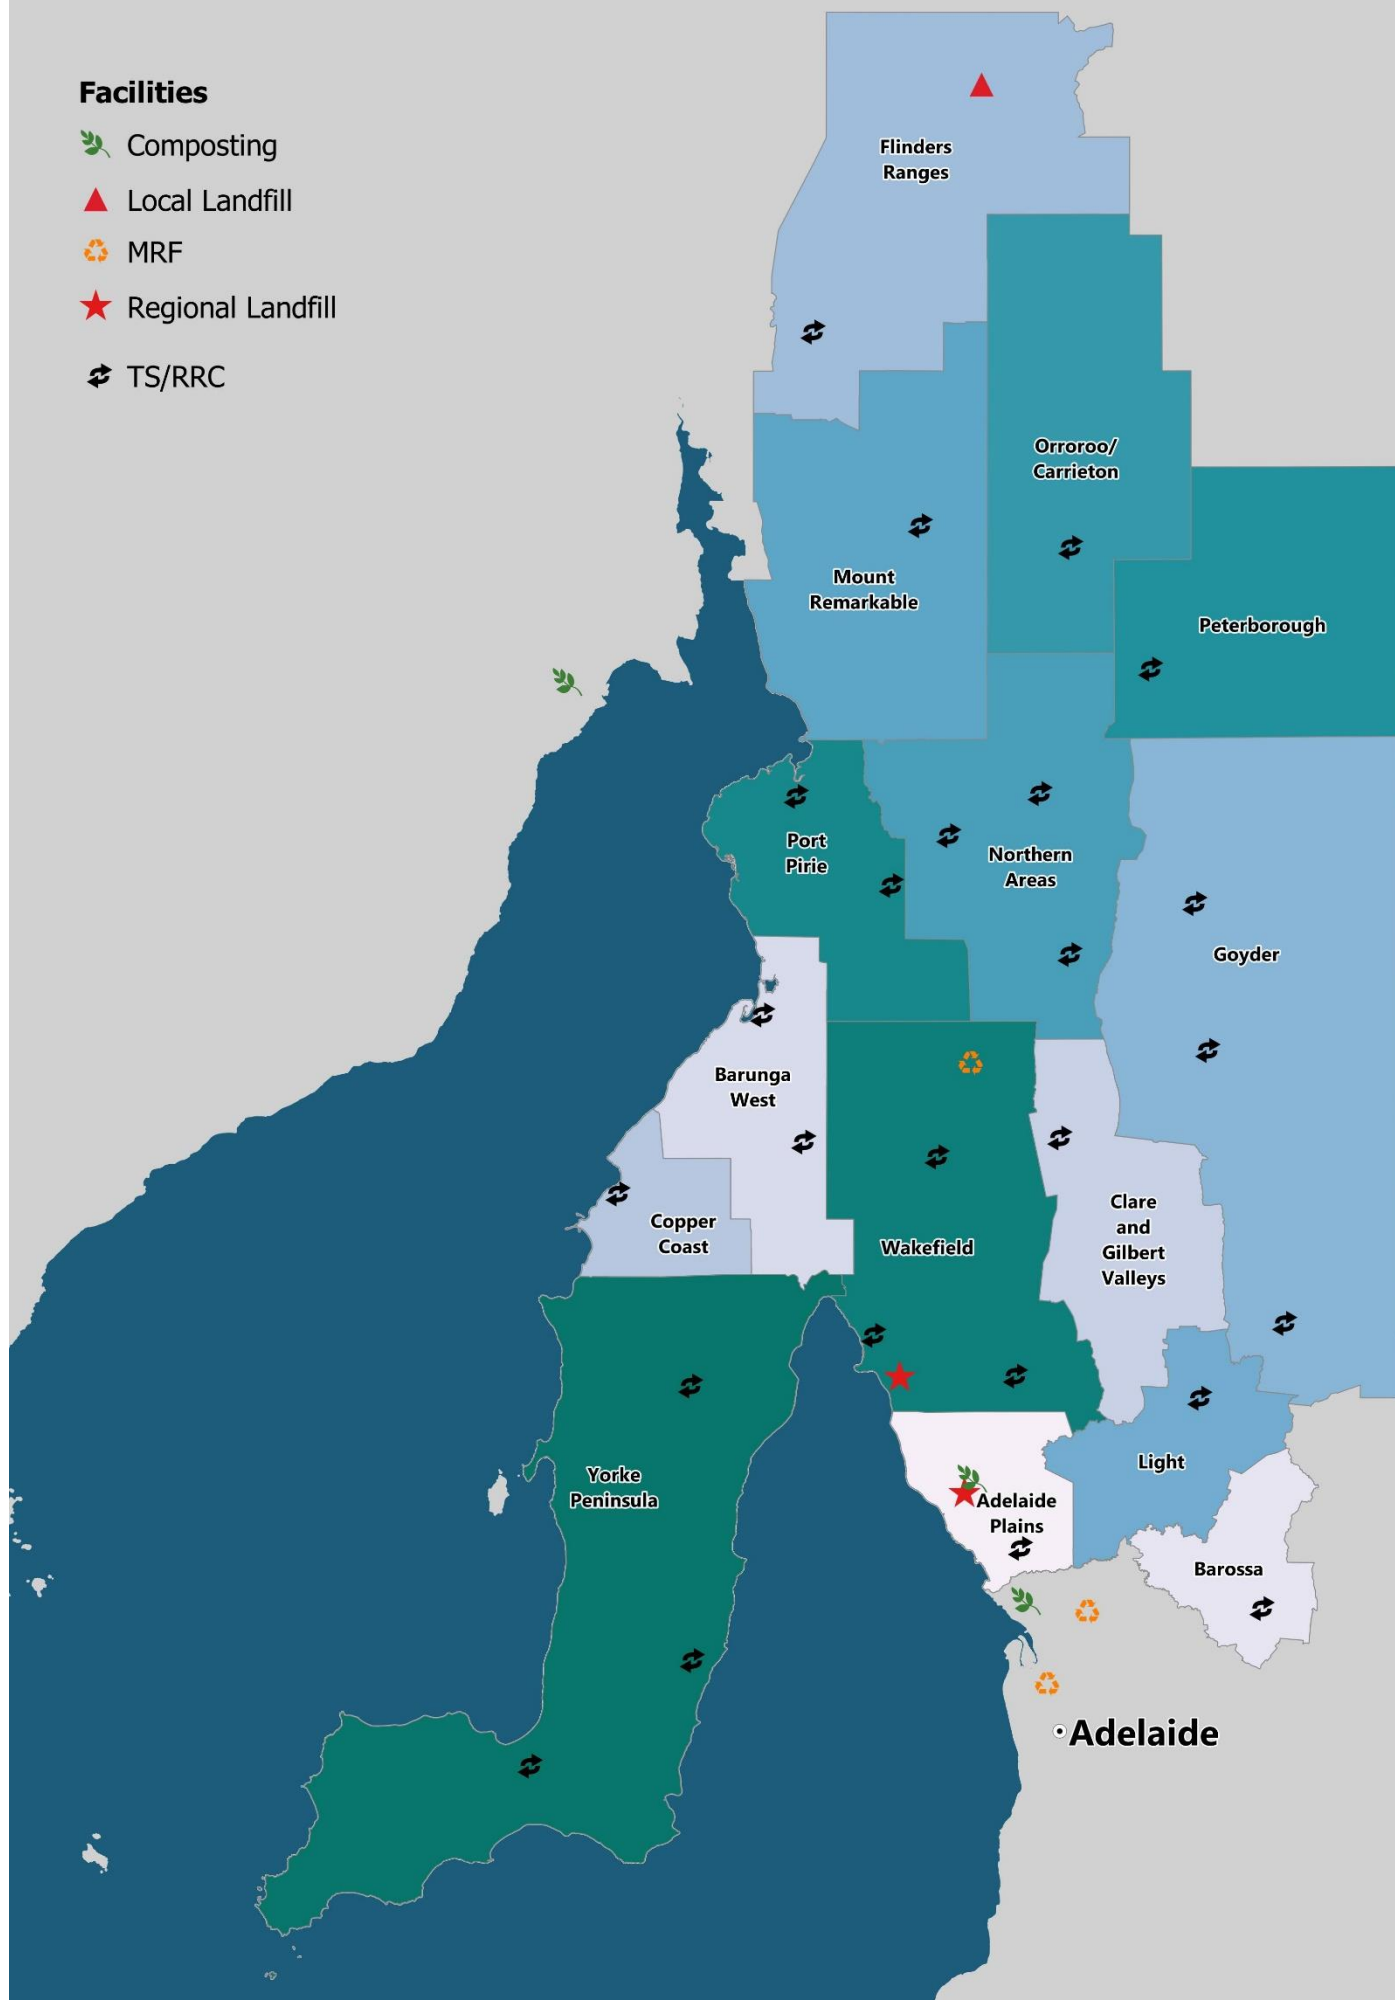 Facilities
Composting
Local Landfill
MRF
Regional Landfill
TS/RRC
Flinders
Ranges
Orroroo/
Carrieton
Mount
Remarkable
Peterborough
Port
Pirie
Northern
Areas
Goyder
Barunga
West
Copper
Coast
Wakefield
Clare
and
Gilbert
Valleys
Yorke
Peninsula
Light
Adelaide
Plains
Barossa
Adelaide